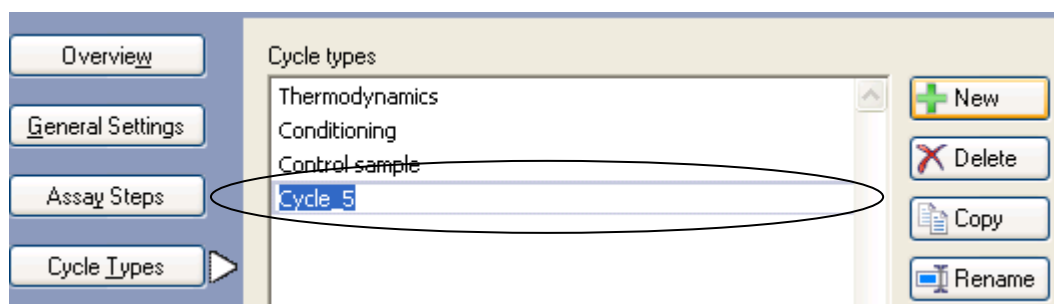 Overview
General Settings
Assay Steps
Cycle Types
Cycle types
Thermodynamics
Conditioning
Control sample
Cycle_5
New
Delete
Copy
Rename